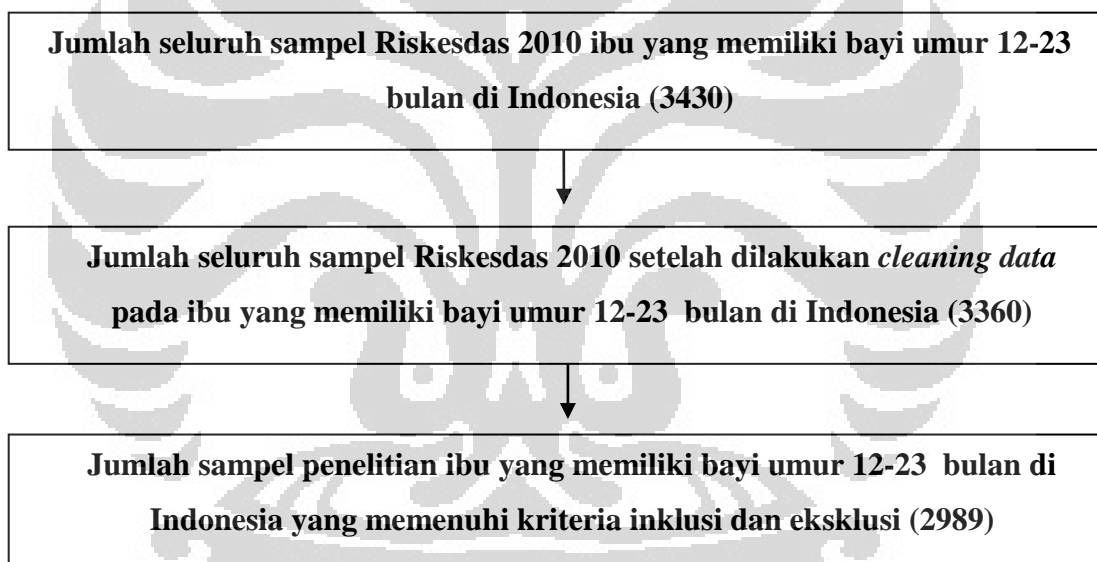 Jumlah seluruh sampel Riskesdas 2010 ibu yang memiliki bayi umur 12-23
bulan di Indonesia (3430)
Jumlah seluruh sampel Riskesdas 2010 setelah dilakukan cleaning data
pada ibu yang memiliki bayi umur 12-23 bulan di Indonesia (3360)
Jumlah sampel penelitian ibu yang memiliki bayi umur 12-23 bulan di
Indonesia yang memenuhi kriteria inklusi dan eksklusi (2989)